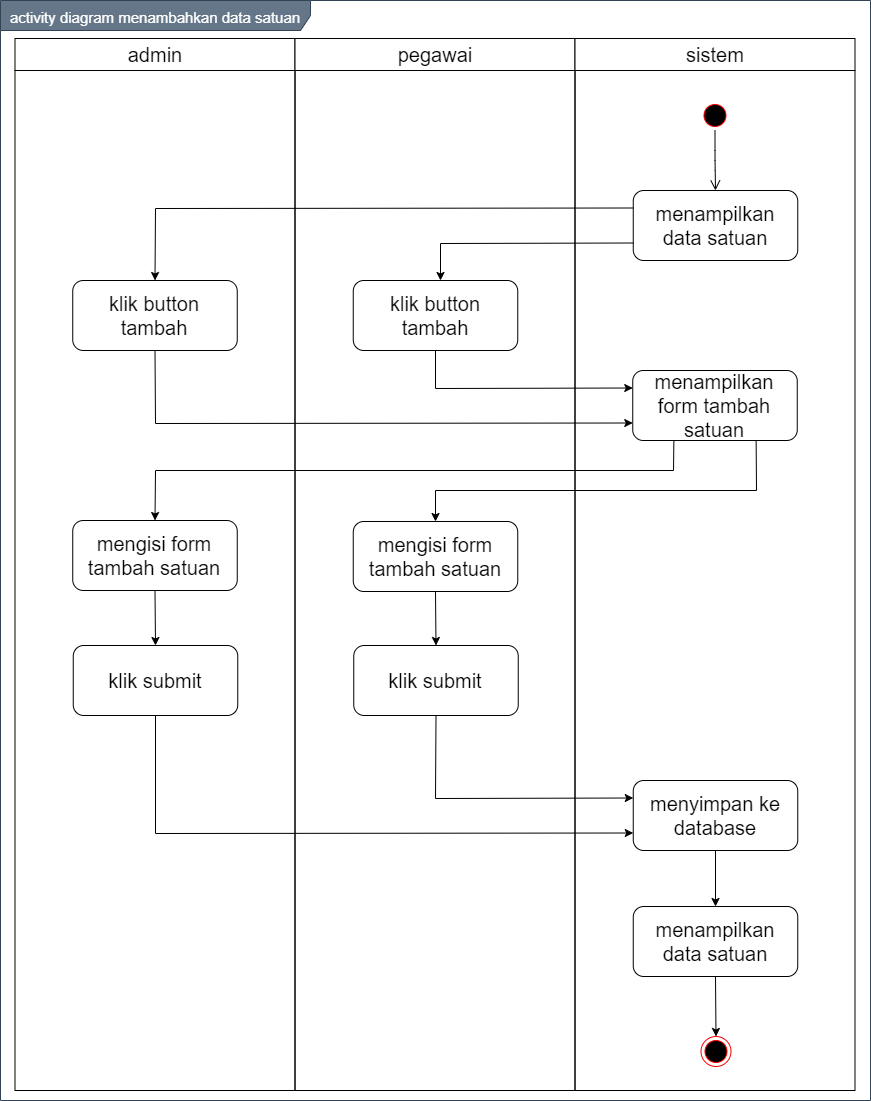 activity diagram menambahkan data satuan
admin
pegawai
sistem
menampilkan
data satuan
klik button
tambah
klik button
tambah
menampilkan
form tambah
satuan
mengisi form
tambah satuan
mengisi form
tambah satuan
klik submit
klik submit
menyimpan ke
database
menampilkan
data satuan